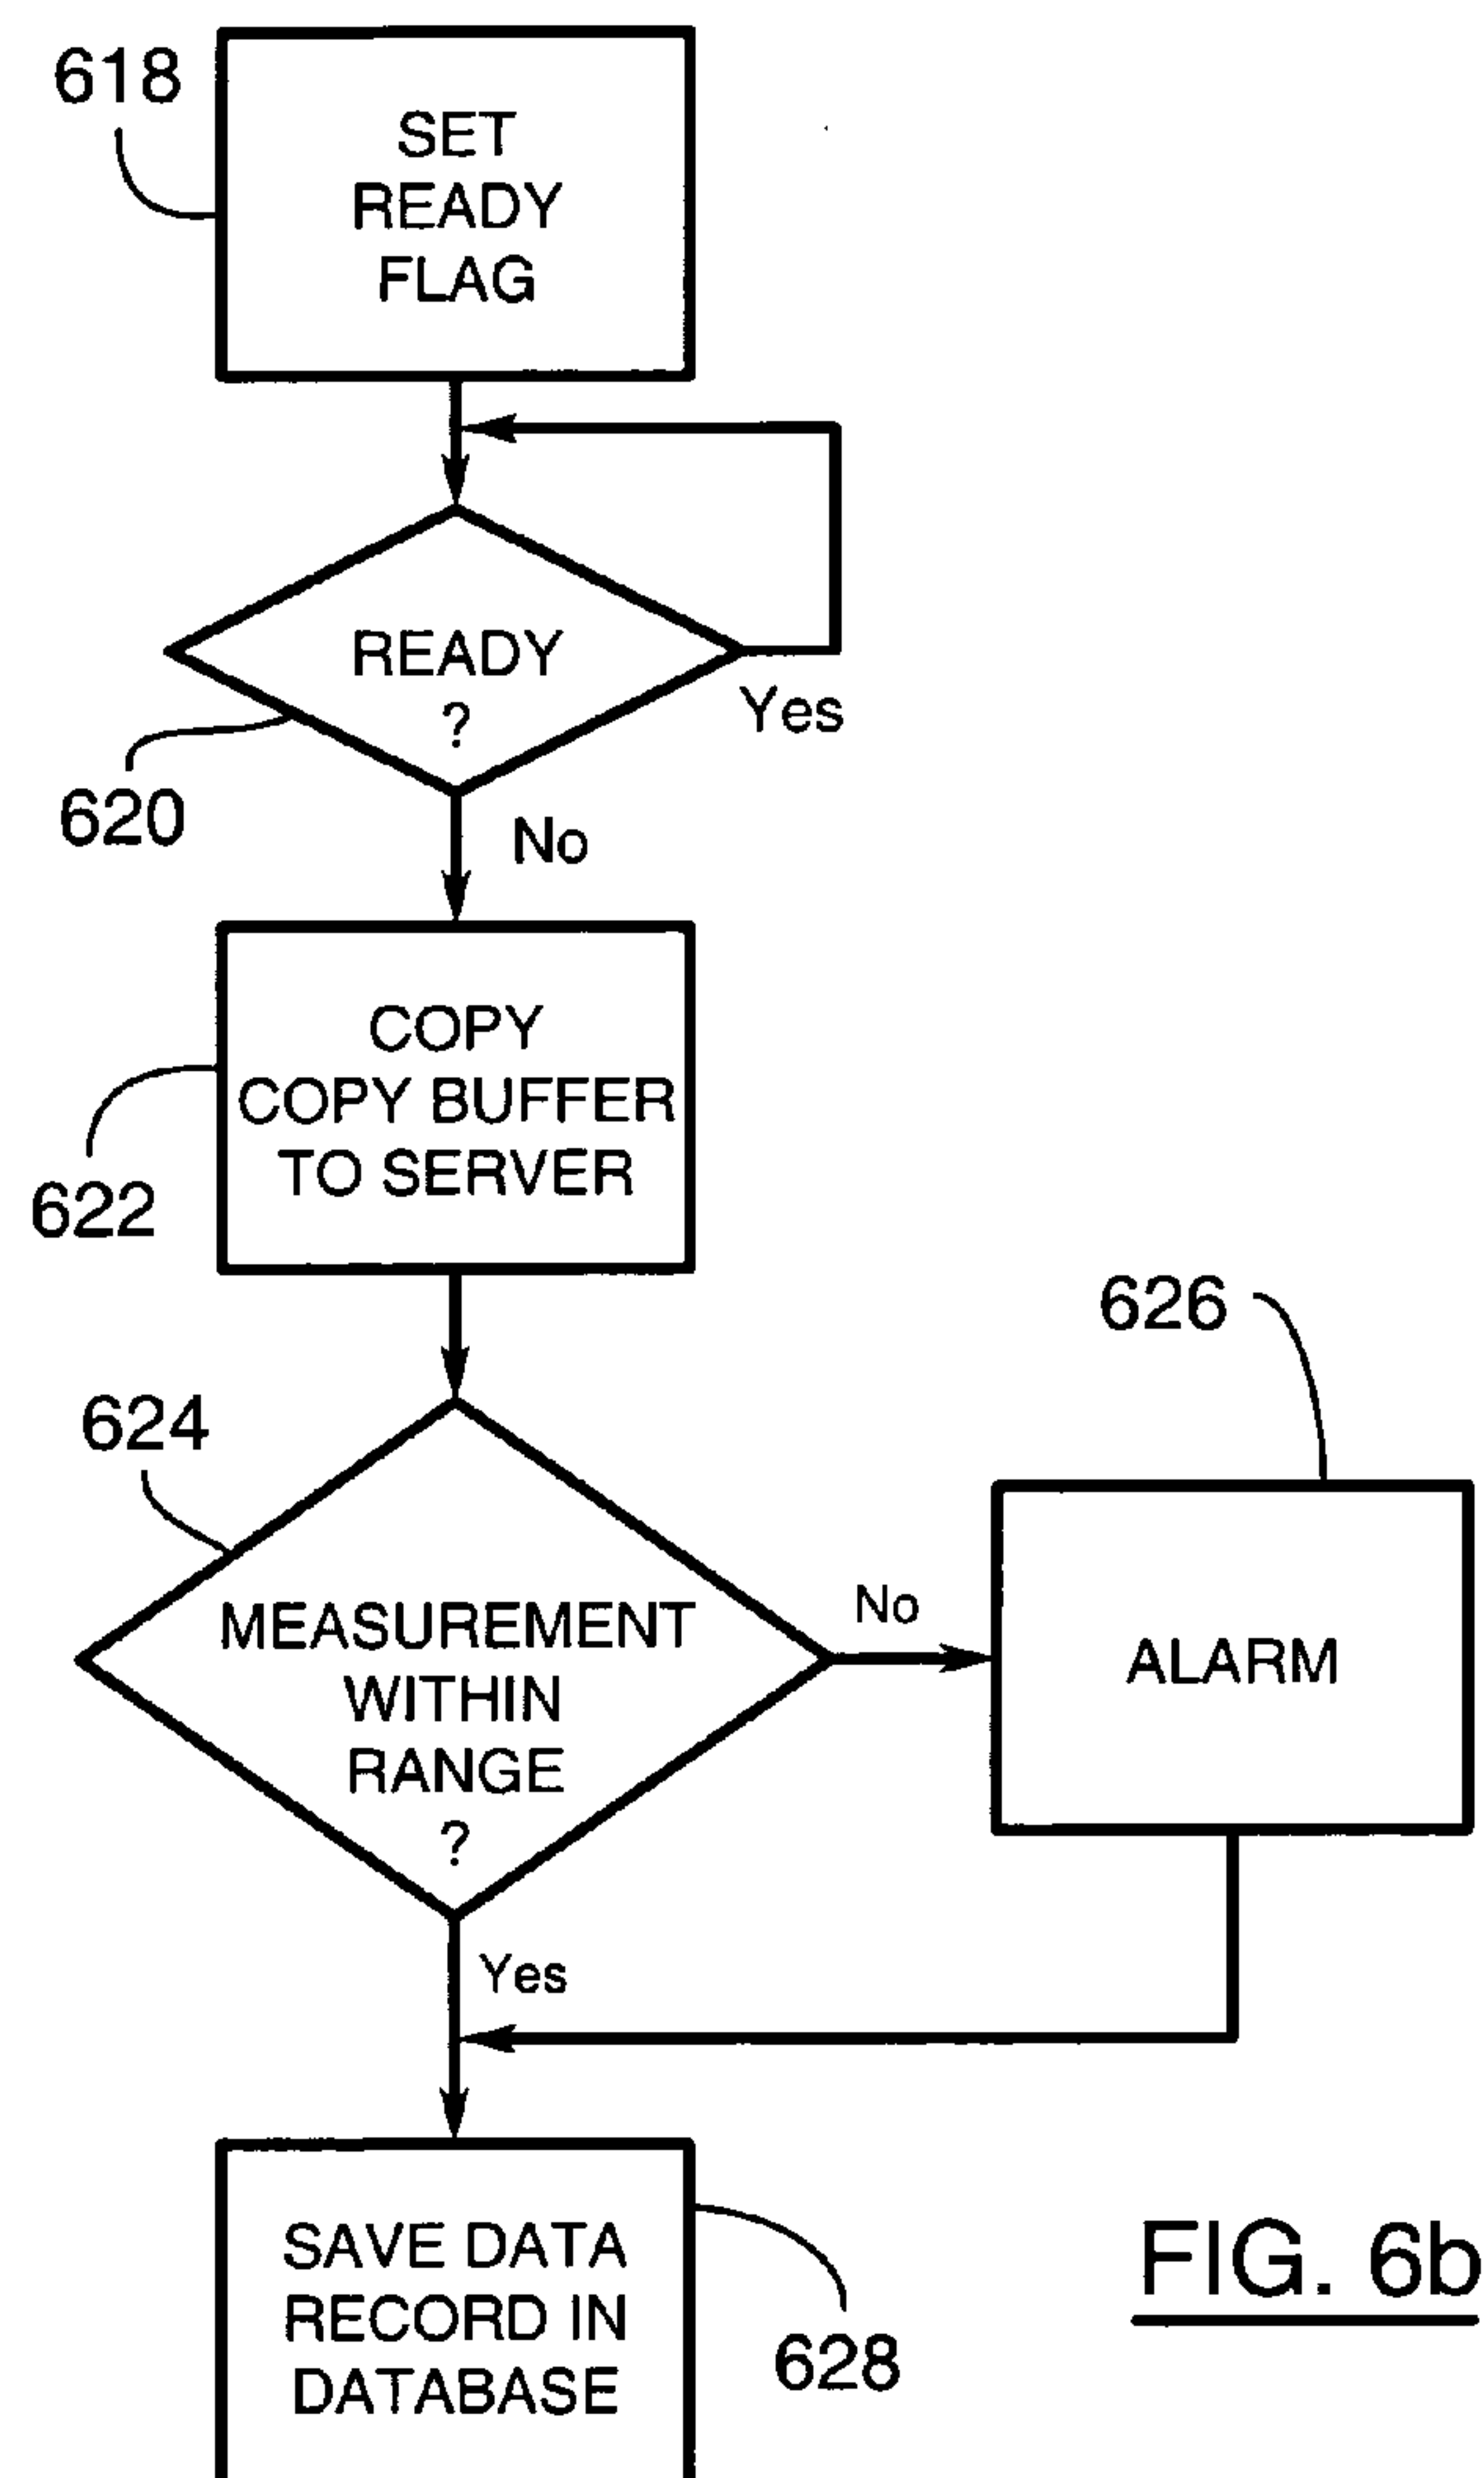 618
SET
READY
FLAG
READY
?
Yes
620
No
COPY
COPY BUFFER
TO SERVER
622
626
624
MEASUREMENT
WITHIN
RANGE
?
No
ALARM
Yes
SAVE DATA
RECORD IN
DATABASE
628
FIG. 6b